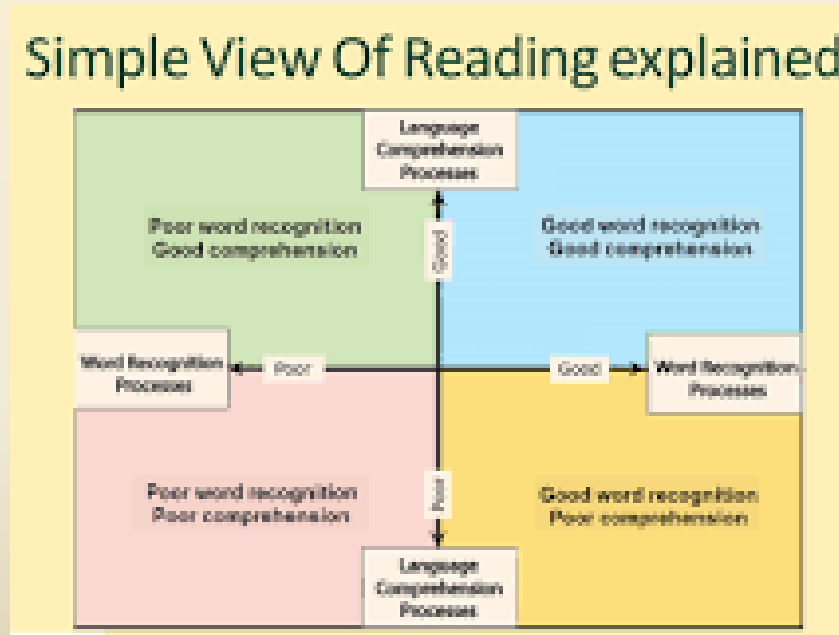 Simple View Of Reading explained
Language
Comprehension
Processes
Poor word recognition
Good comprehension
Good
Good word recognition
Good comprehension
Word Recognition
Processes
Poor
Good
Word Recognition
Processes
Poor word recognition
Poor comprehension
Poor
Good word recognition
Poor comprehension
Language
Comprehension
Processes